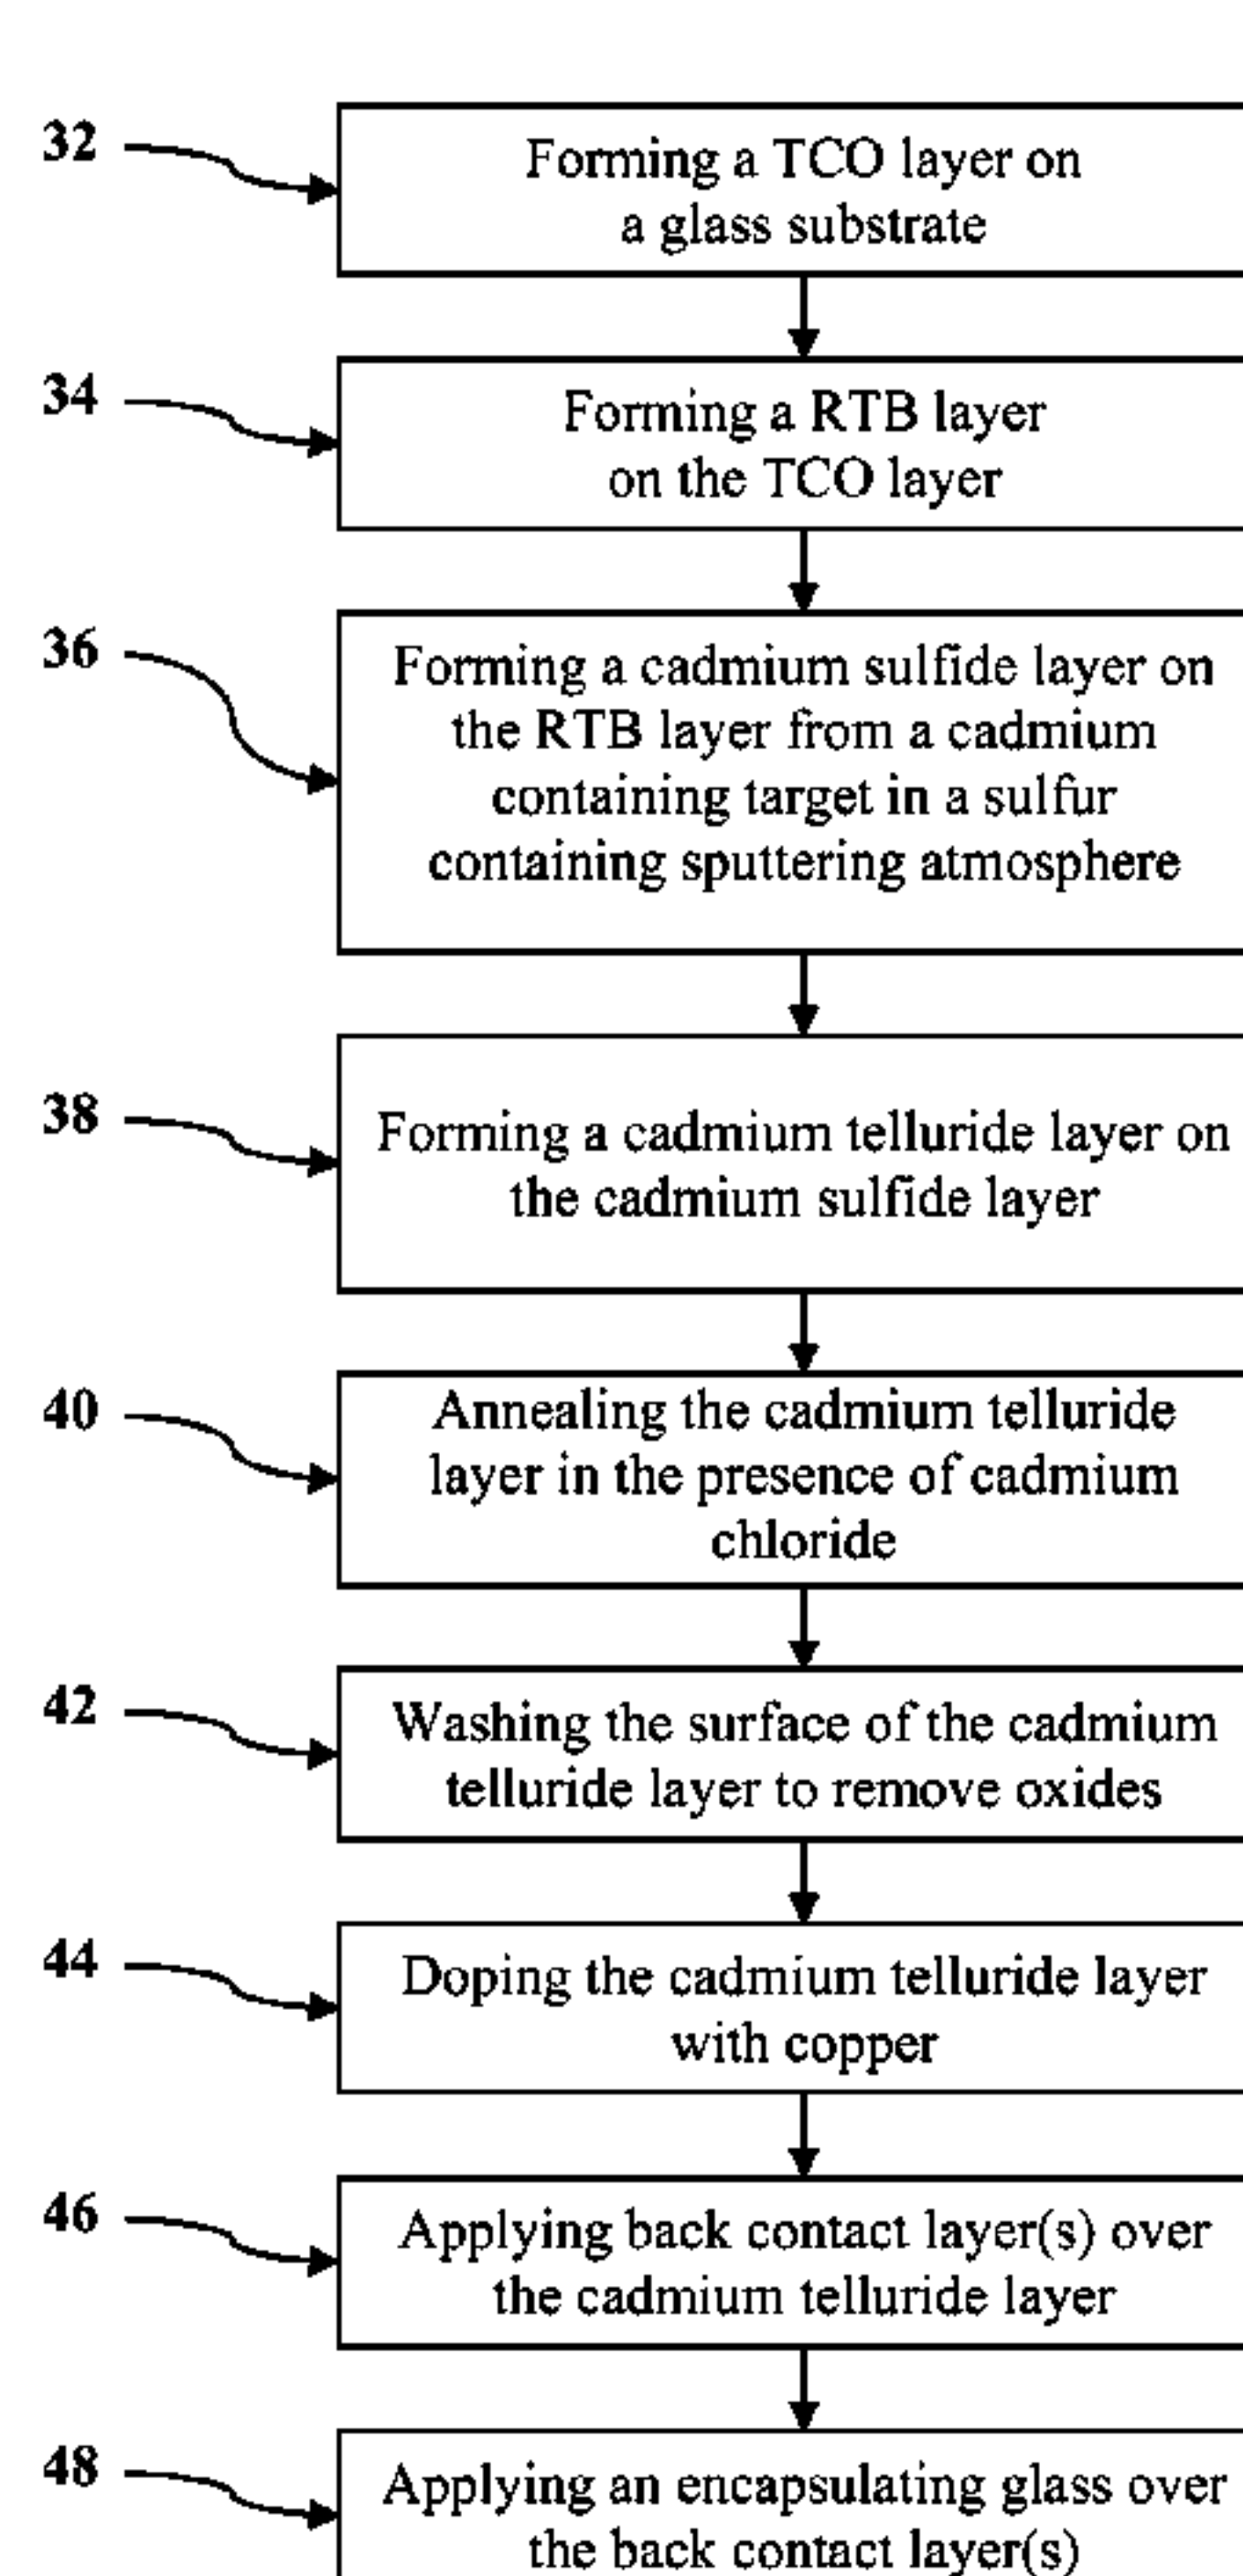 32
Forming a TCO layer on
a glass substrate
34
Forming a RTB layer
on the TCO layer
36
Forming a cadmium sulfide layer on
the RTB layer from a cadmium
containing target in a sulfur
containing sputtering atmosphere
38
Forming a cadmium telluride layer on
the cadmium sulfide layer
40
Annealing the cadmium telluride
layer in the presence of cadmium
chloride
42
Washing the surface of the cadmium
telluride layer to remove oxides
44
Doping the cadmium telluride layer
with copper
46
Applying back contact layer(s) over
the cadmium telluride layer
48
Applying an encapsulating glass over
the back contact layer(s)